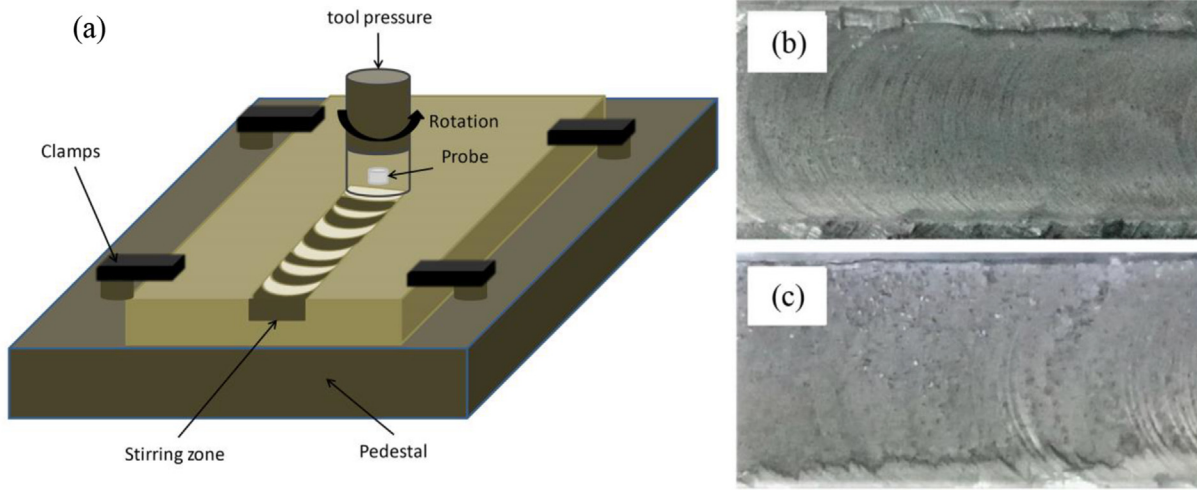 (a)
tool pressure
Rotation
Probe
Clamps
Stirring zone
Pedestal
(b)
(c)